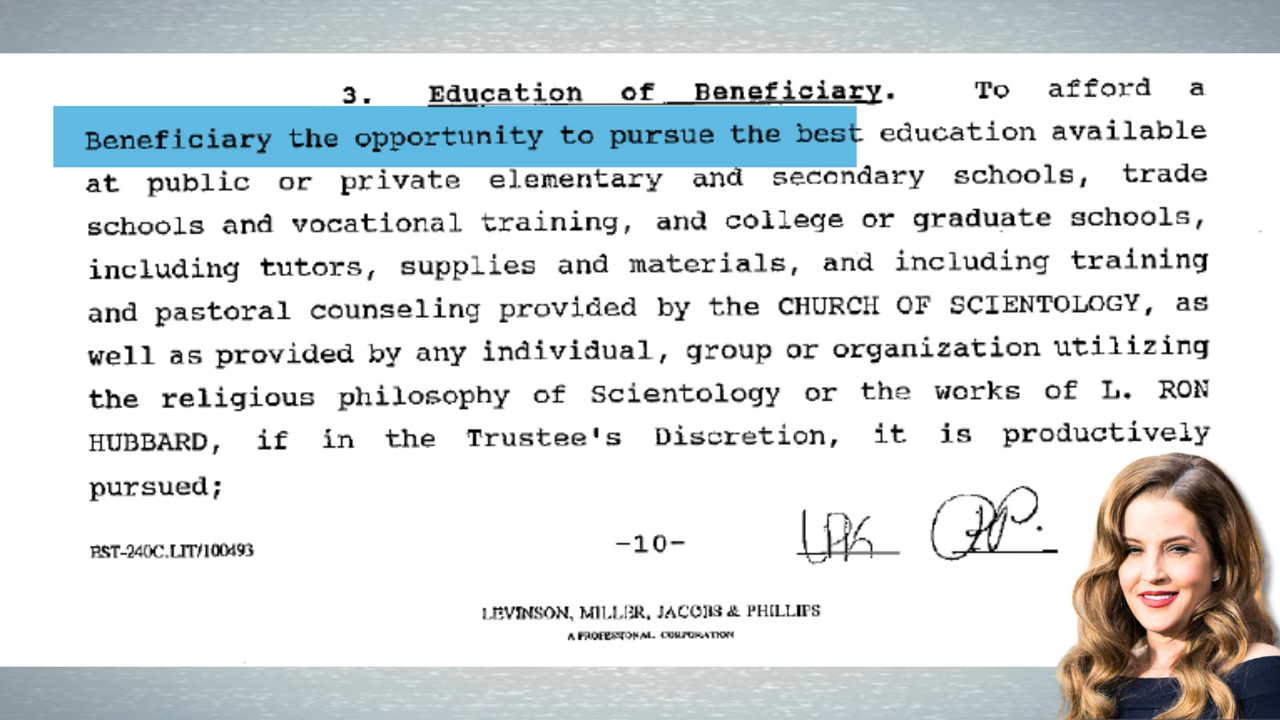 3. Education of Beneficiary. To afford a
Beneficiary the opportunity to pursue the best education available
at public or private elementary and secondary schools, trade
schools and vocational training, and college or graduate schools,
including tutors, supplies and materials, and including training
and pastoral counseling provided by the CHURCH OF SCIENTOLOGY, as
well as provided by any individual, group or organization utilizing
the religious philosophy of Scientology or the works of L. RON
HUBBARD, if in the Trustee's Discretion, it is productively
pursued;
-10-
LEVINSON, MILLER, JACOBS & PHILLIPS
A PROFESSIONAL CORPORATION